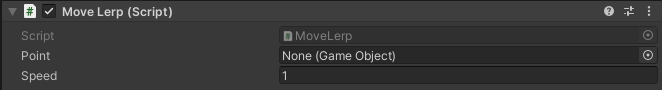 Move Lerp (Script)
Script MoveLerp
Point None (Game Object)
Speed 1